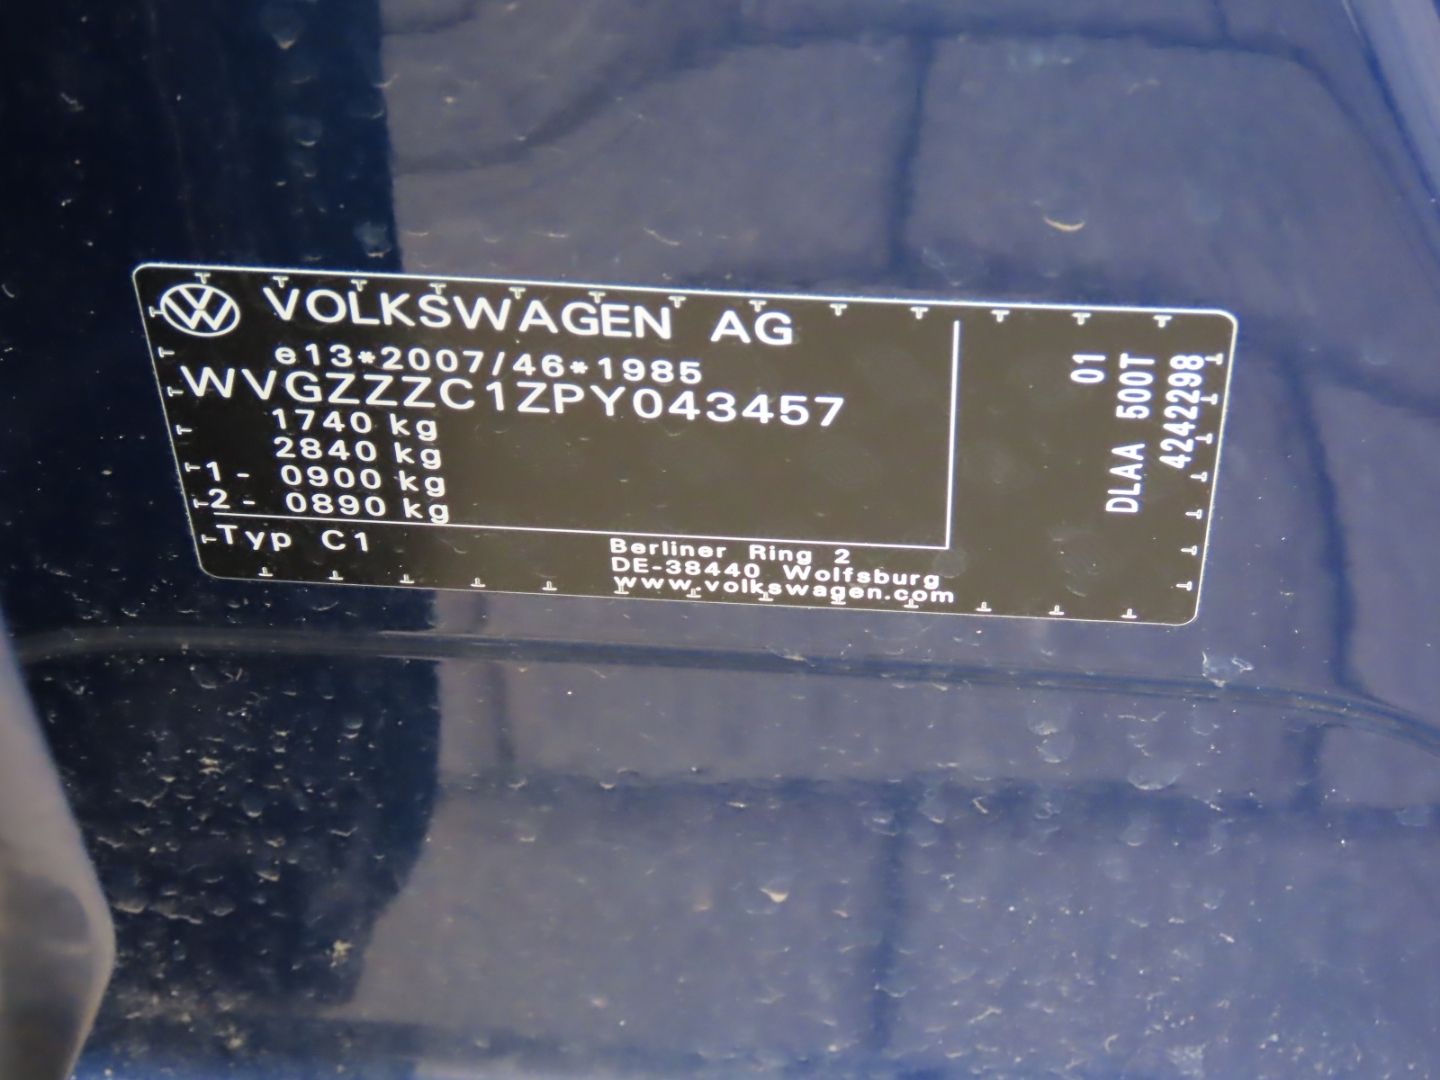 VOLKSWAGEN AG
e13*2007/46*1985
WVGZZZC1ZPY043457
1740 kg
2840 kg
1- 0900 kg
2- 0890 kg
Typ C1
Berliner Ring 2
DE-38440 Wolfsburg
www.volkswagen.com
01
DLAA 500T
4242298